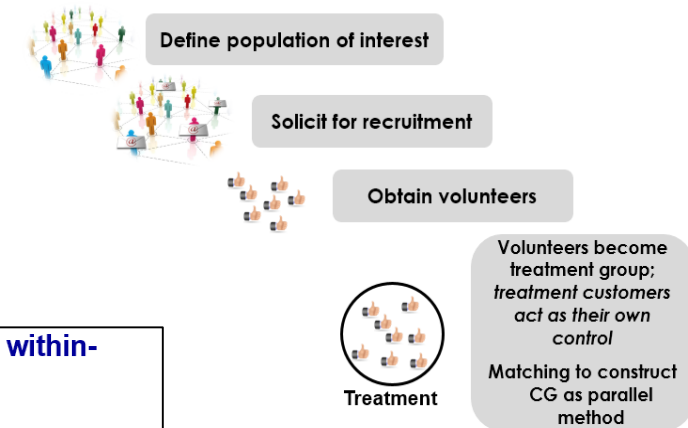 Define population of interest
Solicit for recruitment
Obtain volunteers
Volunteers become
treatment group;
treatment customers
act as their own
control
Matching to construct
CG as parallel
method
within-
Treatment